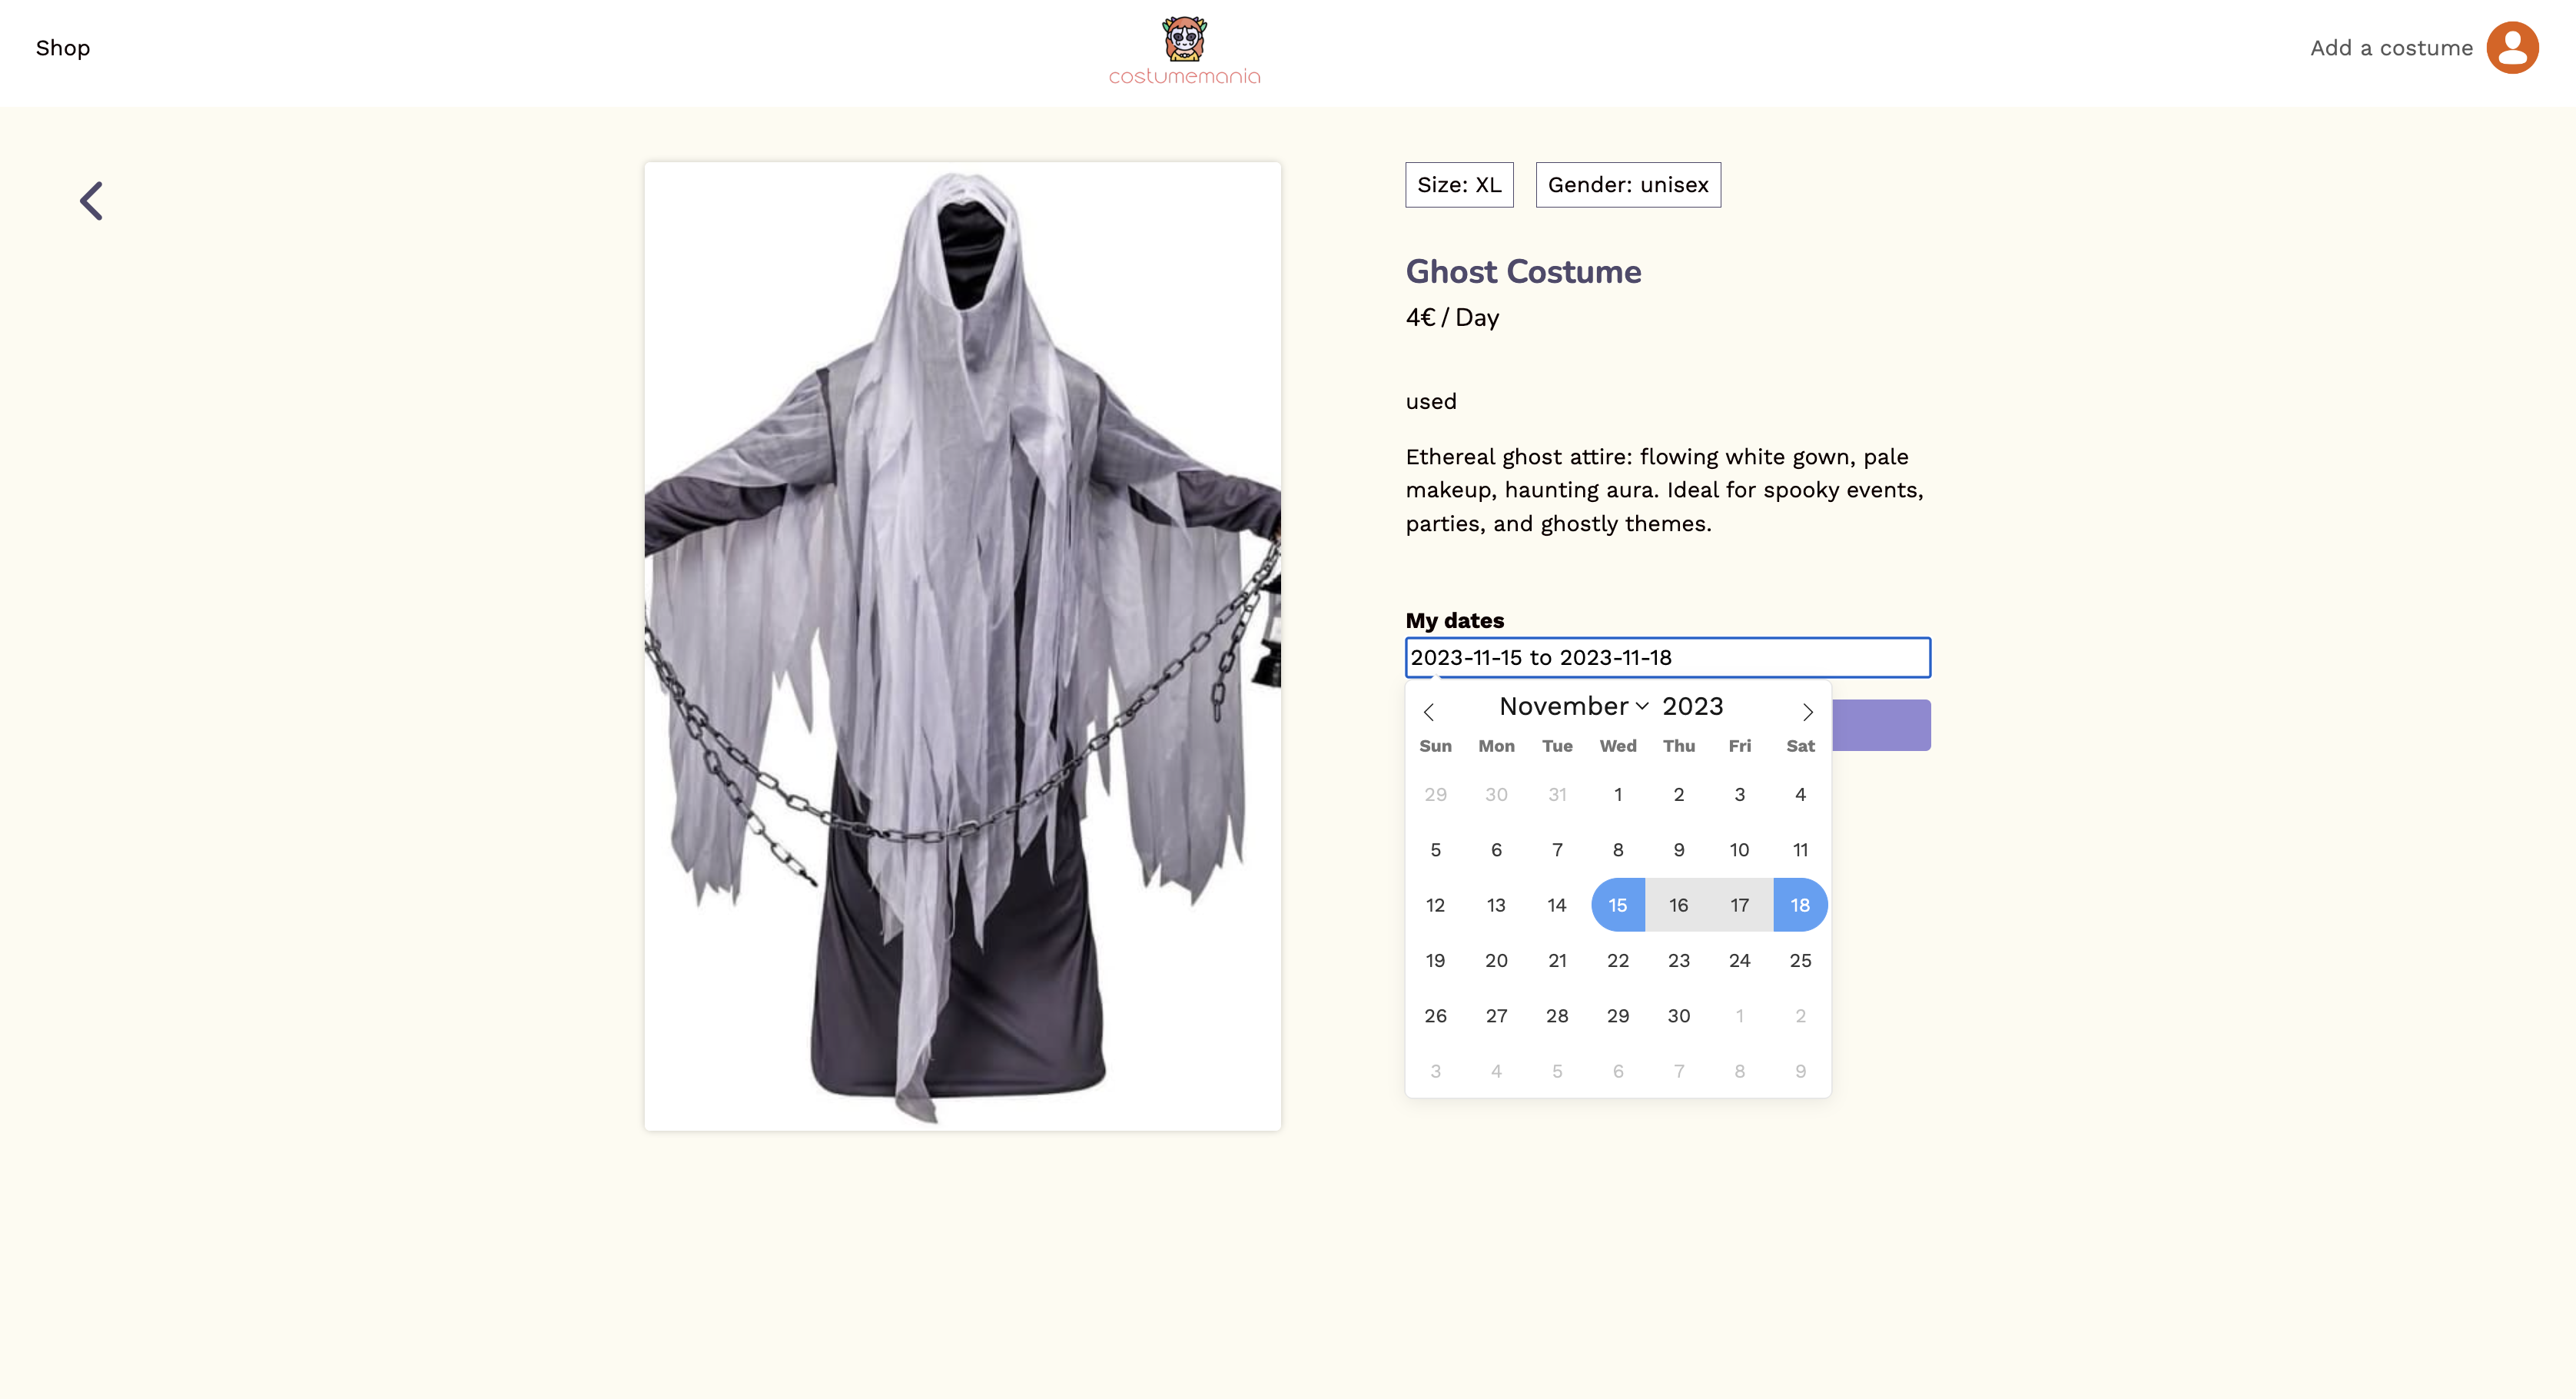 Shop
costumemania
Add a costume
Size: XL
Gender: unisex
Ghost Costume
4€ / Day
used
Ethereal ghost attire: flowing white gown, pale
makeup, haunting aura. Ideal for spooky events,
parties, and ghostly themes.
My dates
2023-11-15 to 2023-11-18
November 2023
Sun Mon Tue Wed Thu Fri Sat
29 30 31 1 2 3 4
5 6 7 8 9 10 11
12 13 14 15 16 17 18
19 20 21 22 23 24 25
26 27 28 29 30 1 2
3 4 5 6 7 8 9